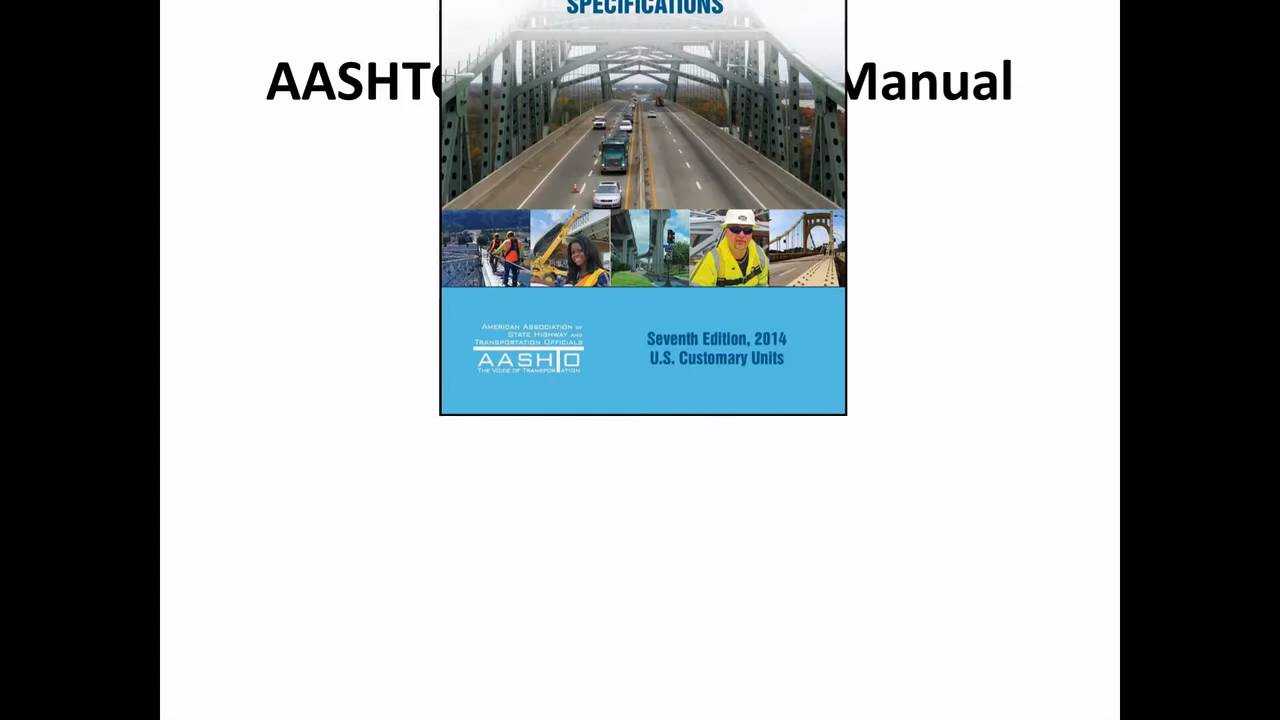 SPECIFICATIONS
AASHTO Manual
AMERICAN ASSOCIATION OF
STATE HIGHWAY AND
TRANSPORTATION OFFICIALS
AASHTO
THE VOICE OF TRANSPORTATION
Seventh Edition, 2014
U.S. Customary Units